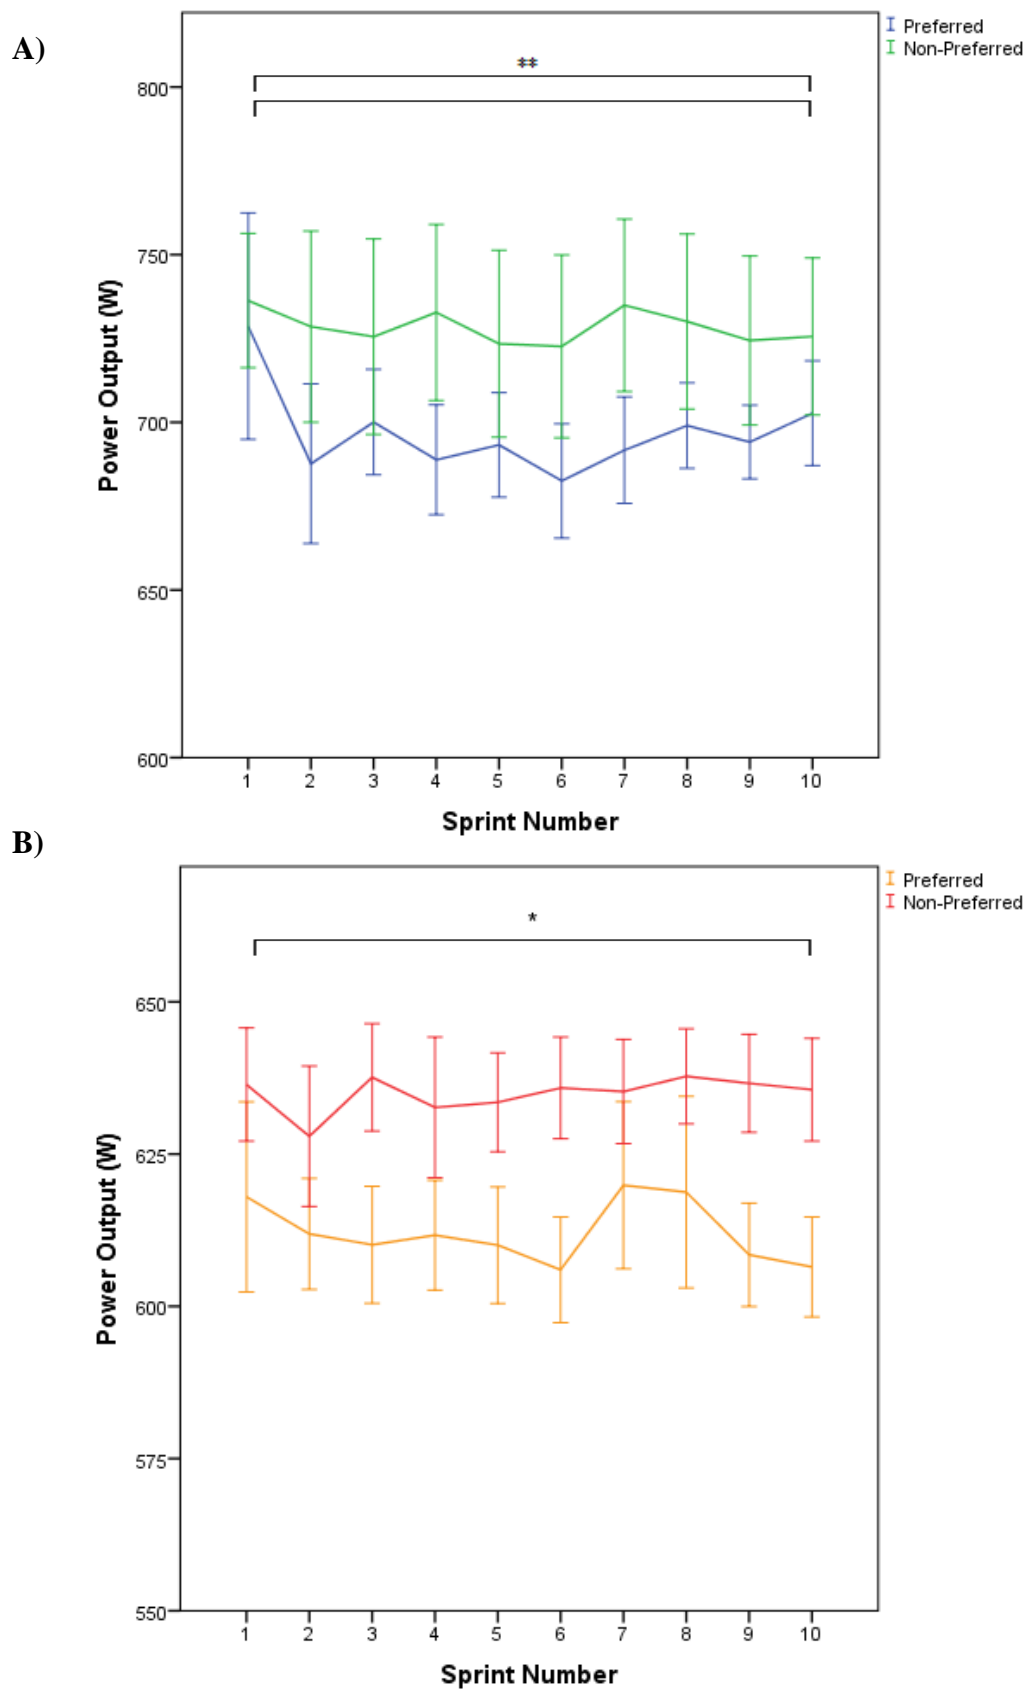 A)
Preferred
Non-Preferred
‡‡
800
750
700
650
600
Power Output (W)
1 2 3 4 5 6 7 8 9 10
Sprint Number
B)
Preferred
Non-Preferred
*
650
625
600
575
550
Power Output (W)
1 2 3 4 5 6 7 8 9 10
Sprint Number